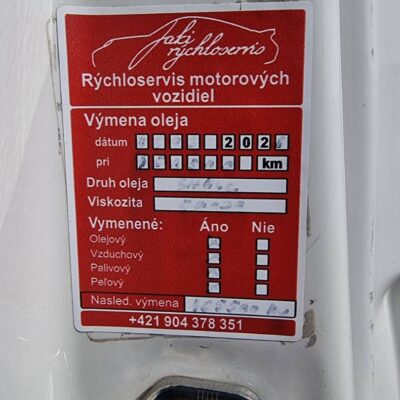 Jaki
rýchloservis
Rýchloservis motorových
vozidiel
Výmena oleja
dátum 202
pri km
Druh oleja
Viskozita
Vymenené: Áno Nie
Olejový
Vzduchový
Palivový
Peľový
Nasled. výmena
+421 904 378 351